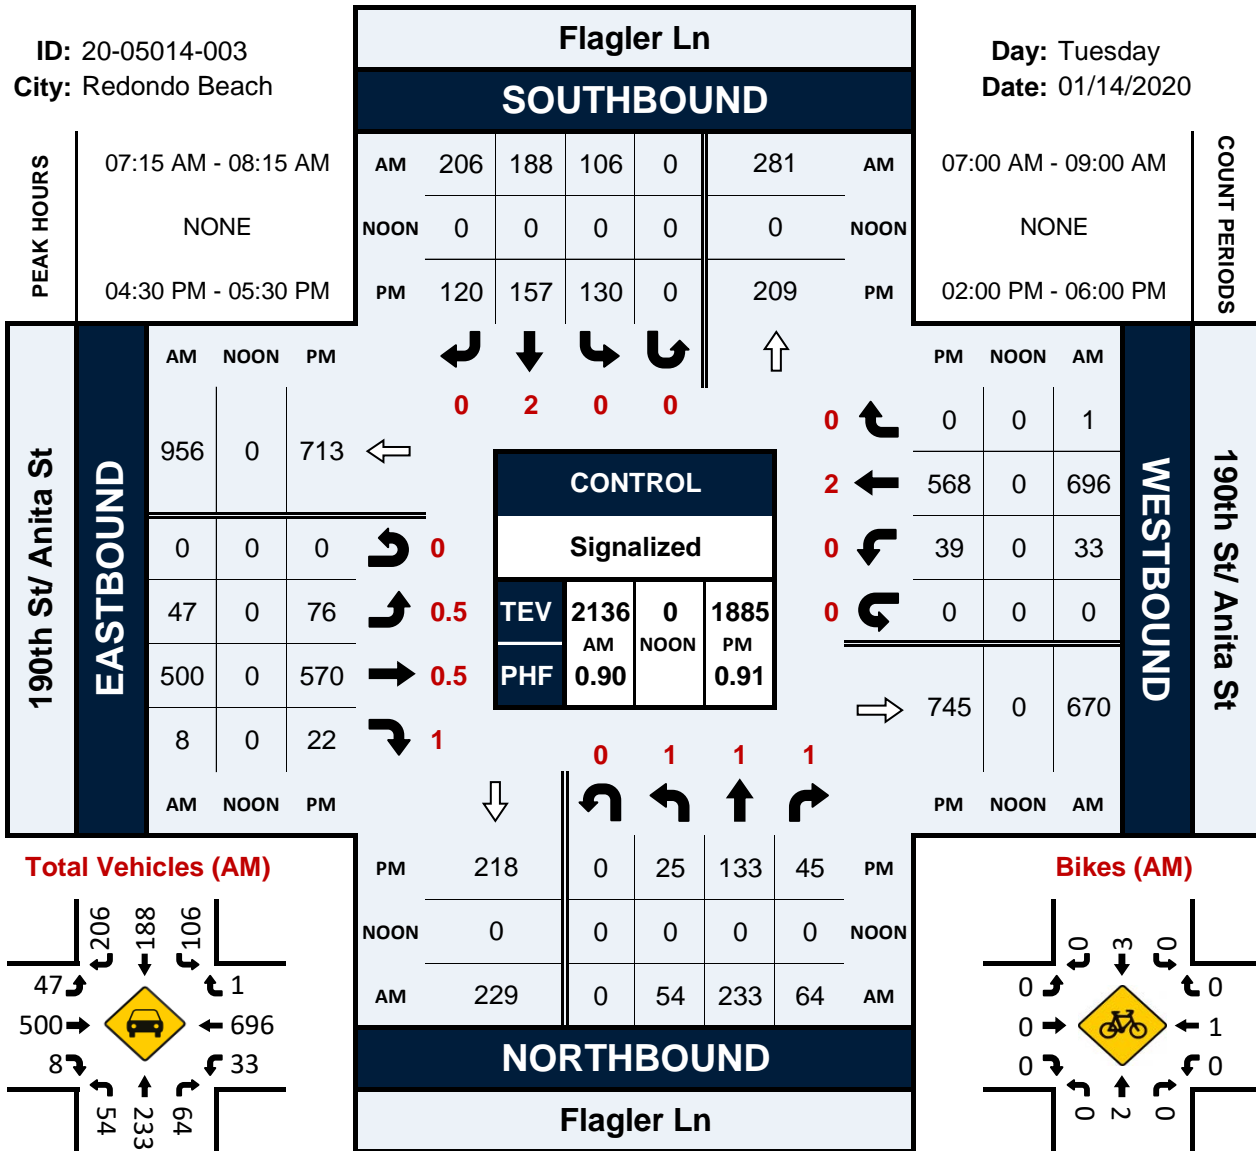 Flagler Ln
ID: 20-05014-003
City: Redondo Beach
Day: Tuesday
Date: 01/14/2020
SOUTHBOUND
PEAK HOURS
07:15 AM - 08:15 AM
NONE
04:30 PM - 05:30 PM
AM 206 188 106 0 281 AM
NOON 0 0 0 0 0 NOON
PM 120 157 130 0 209 PM
07:00 AM - 09:00 AM
NONE
02:00 PM - 06:00 PM
COUNT PERIODS
0 2 0 0
190th St/ Anita St
EASTBOUND
AM NOON PM
956 0 713
0 0 0 0
47 0 76 0.5
500 0 570 0.5
8 0 22 1
AM NOON PM
CONTROL
Signalized
TEV 2136 0 1885
AM NOON PM
PHF 0.90 0.91
PM NOON AM
0 0 0 1
2 568 0 696
0 39 0 33
0 0 0 0
745 0 670
PM NOON AM
WESTBOUND
190th St/ Anita St
0 1 1 1
PM 218 0 25 133 45 PM
NOON 0 0 0 0 0 NOON
AM 229 0 54 233 64 AM
NORTHBOUND
Flagler Ln
Total Vehicles (AM)
206 188 106
47 1
500 696
8 33
54 233 64
Bikes (AM)
0 3 0
0 0
0 1
0 0
0 2 0